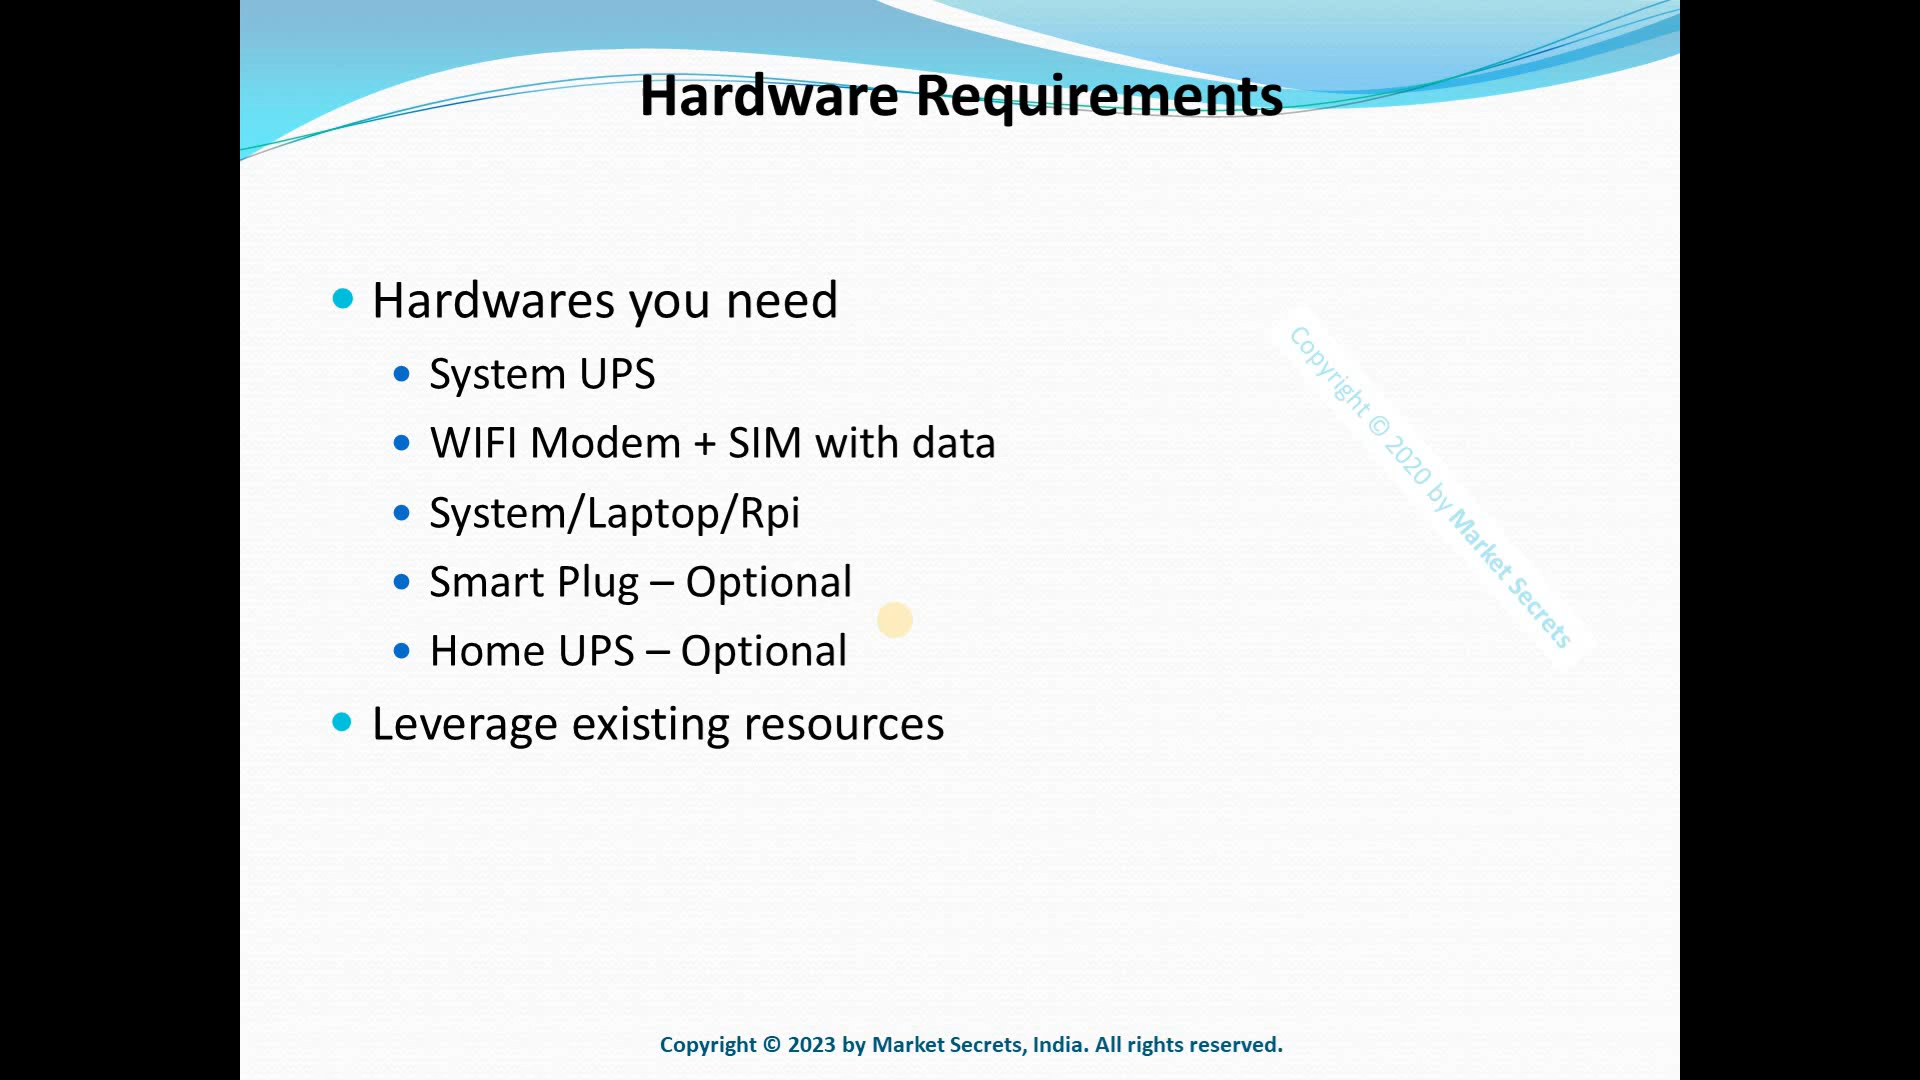 Hardware Requirements
Hardwares you need
System UPS
WIFI Modem + SIM with data
System/Laptop/Rpi
Smart Plug – Optional
Home UPS – Optional
Leverage existing resources
Copyright © 2020 by Market Secrets
Copyright © 2023 by Market Secrets, India. All rights reserved.